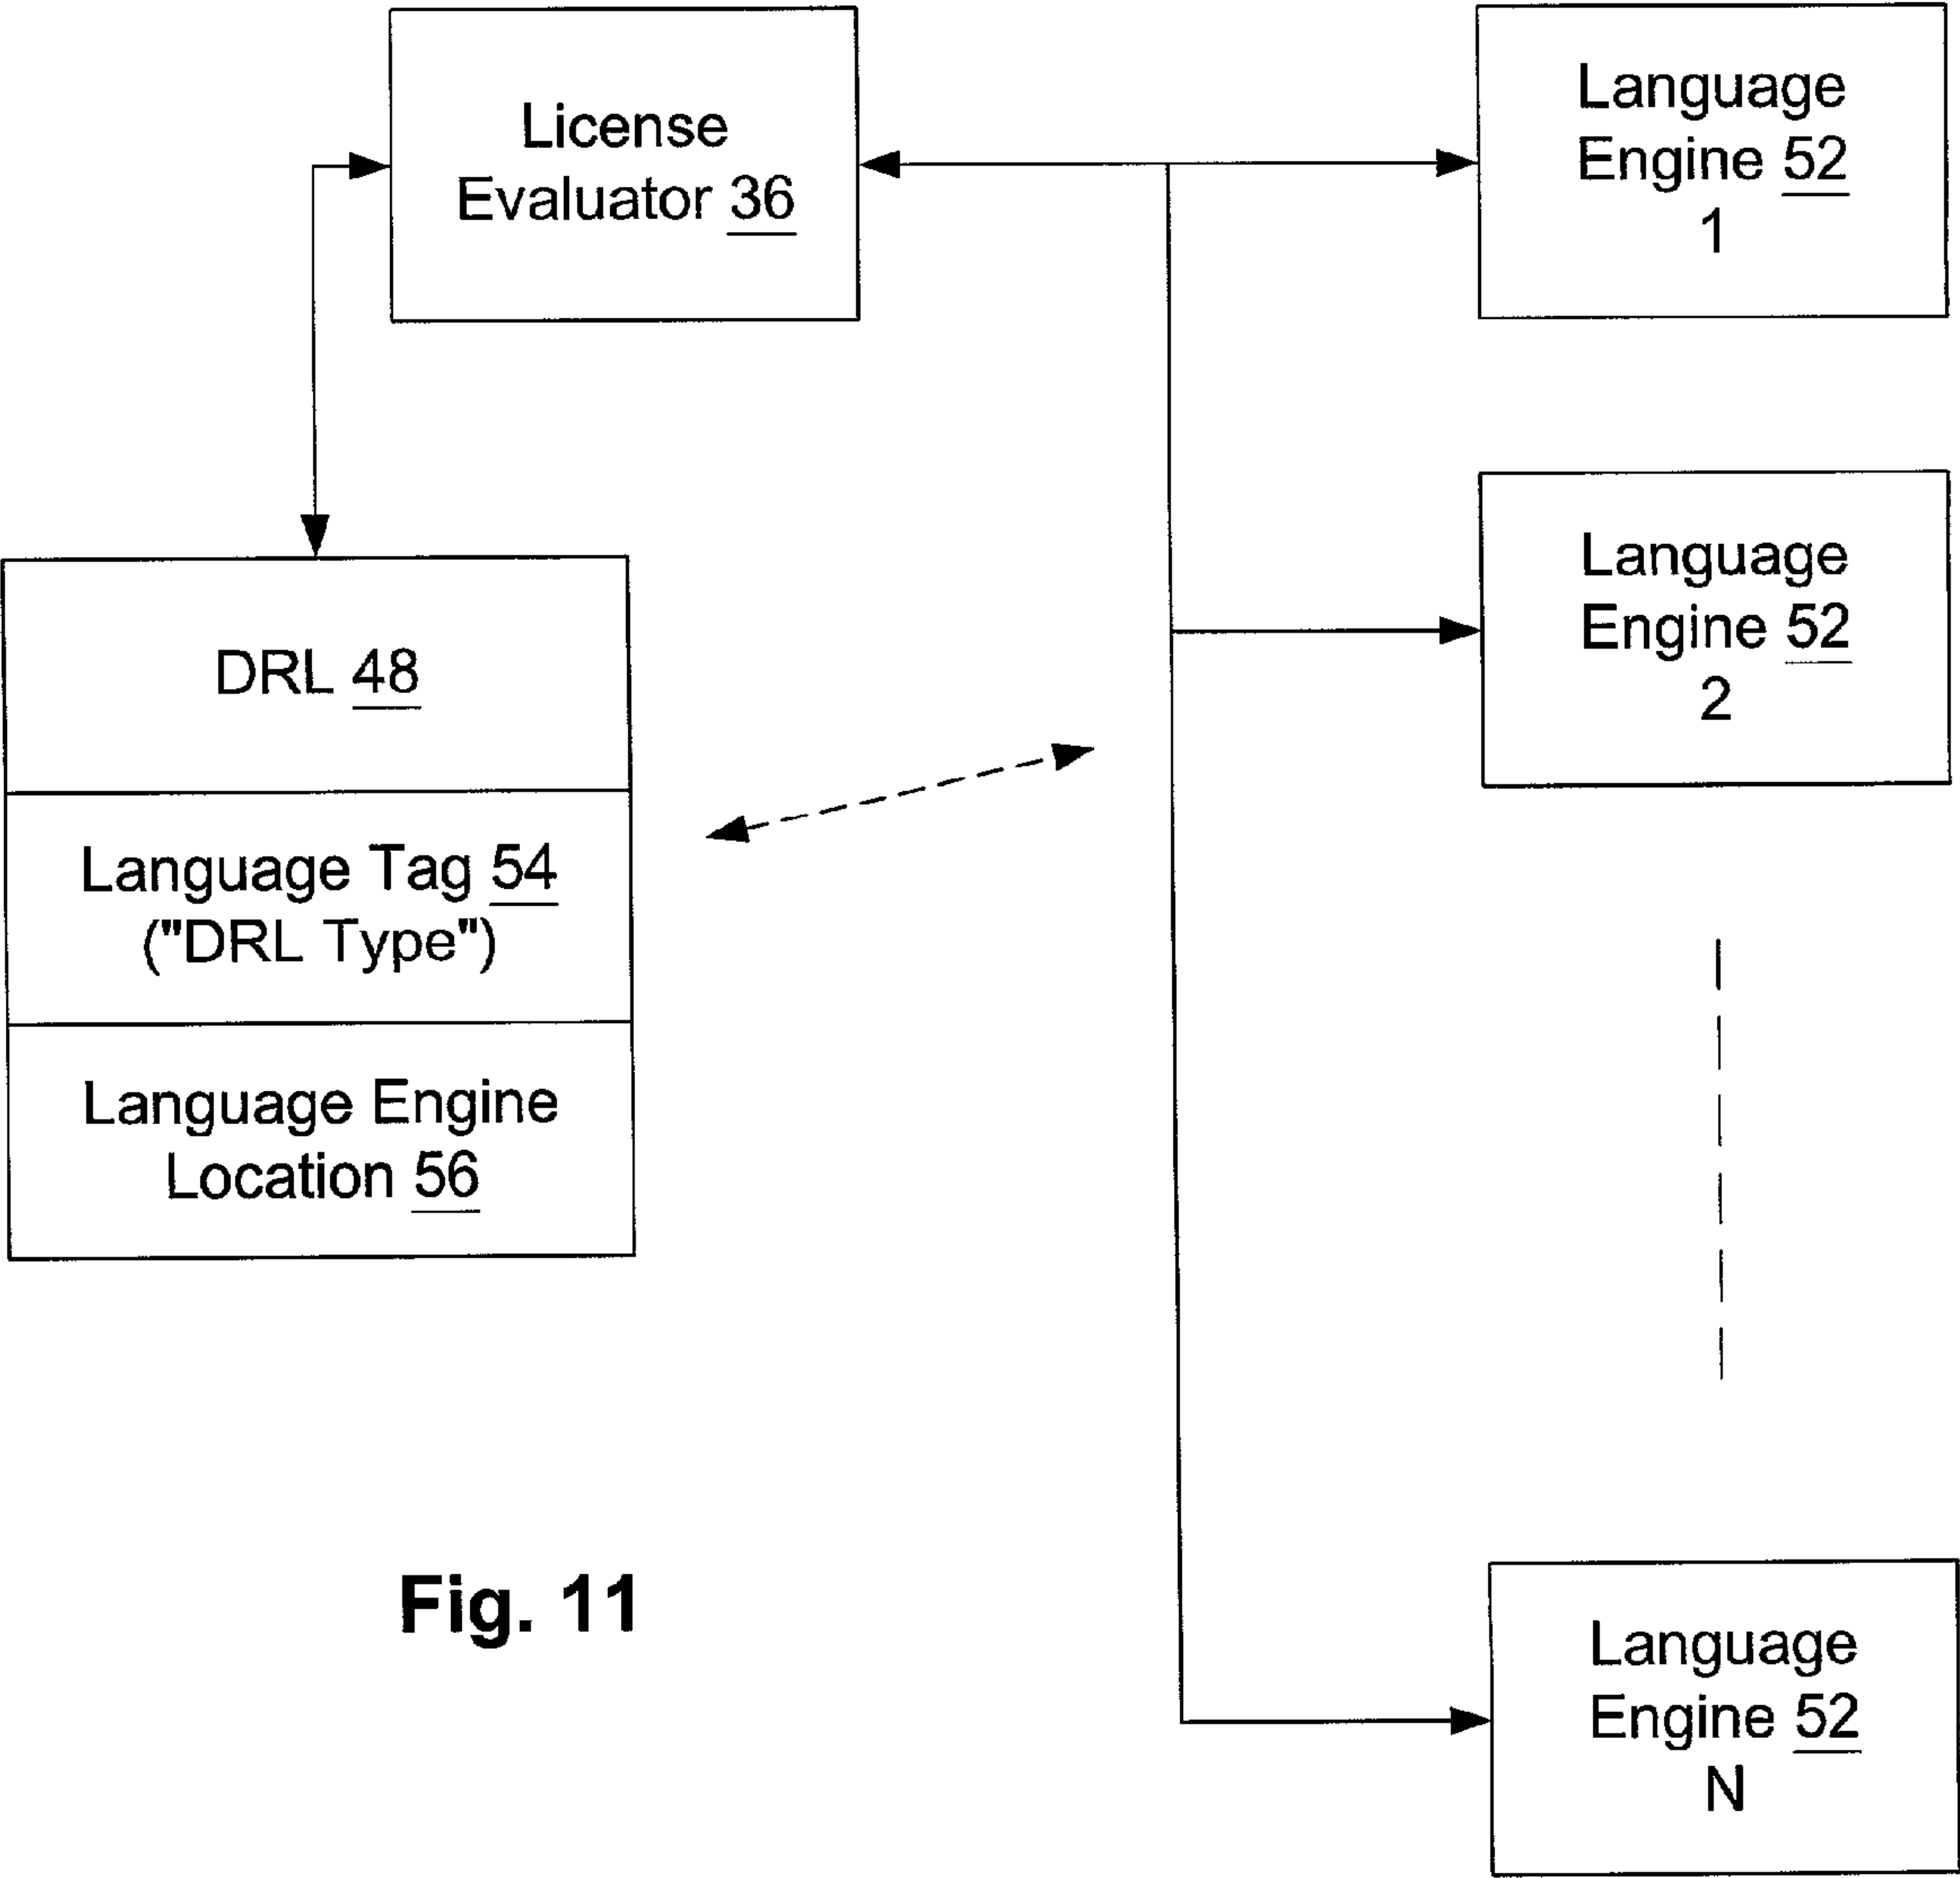 License
Evaluator 36
Language
Engine 52
1
Language
Engine 52
2
DRL 48
Language Tag 54
("DRL Type")
Language Engine
Location 56
Language
Engine 52
N
Fig. 11